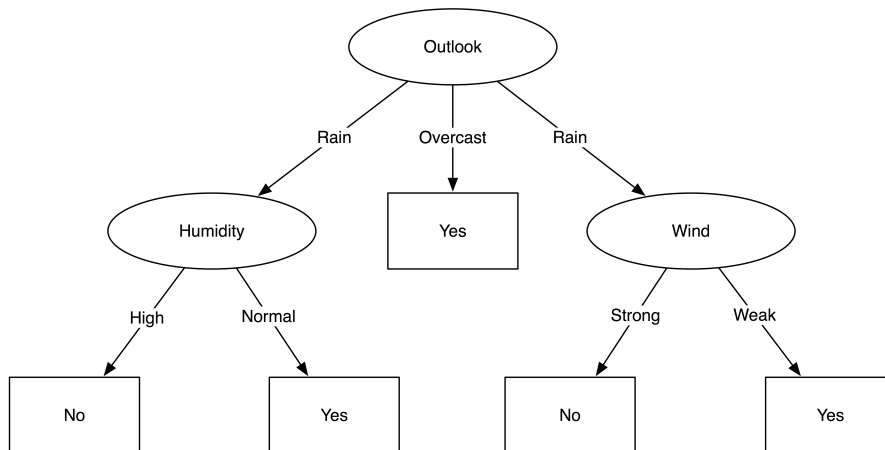 Outlook
Rain
Overcast
Rain
Humidity
Yes
Wind
High
Normal
Strong
Weak
No
Yes
No
Yes